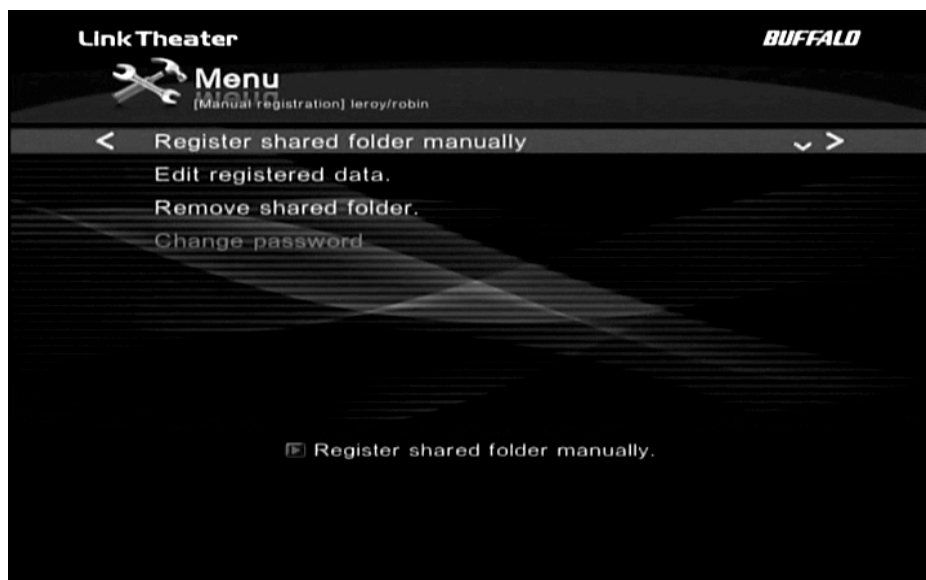 LinkTheater
BUFFALO
Menu
[Manual registration] leroy/robin
< Register shared folder manually >
Edit registered data.
Remove shared folder.
Change password
Register shared folder manually.